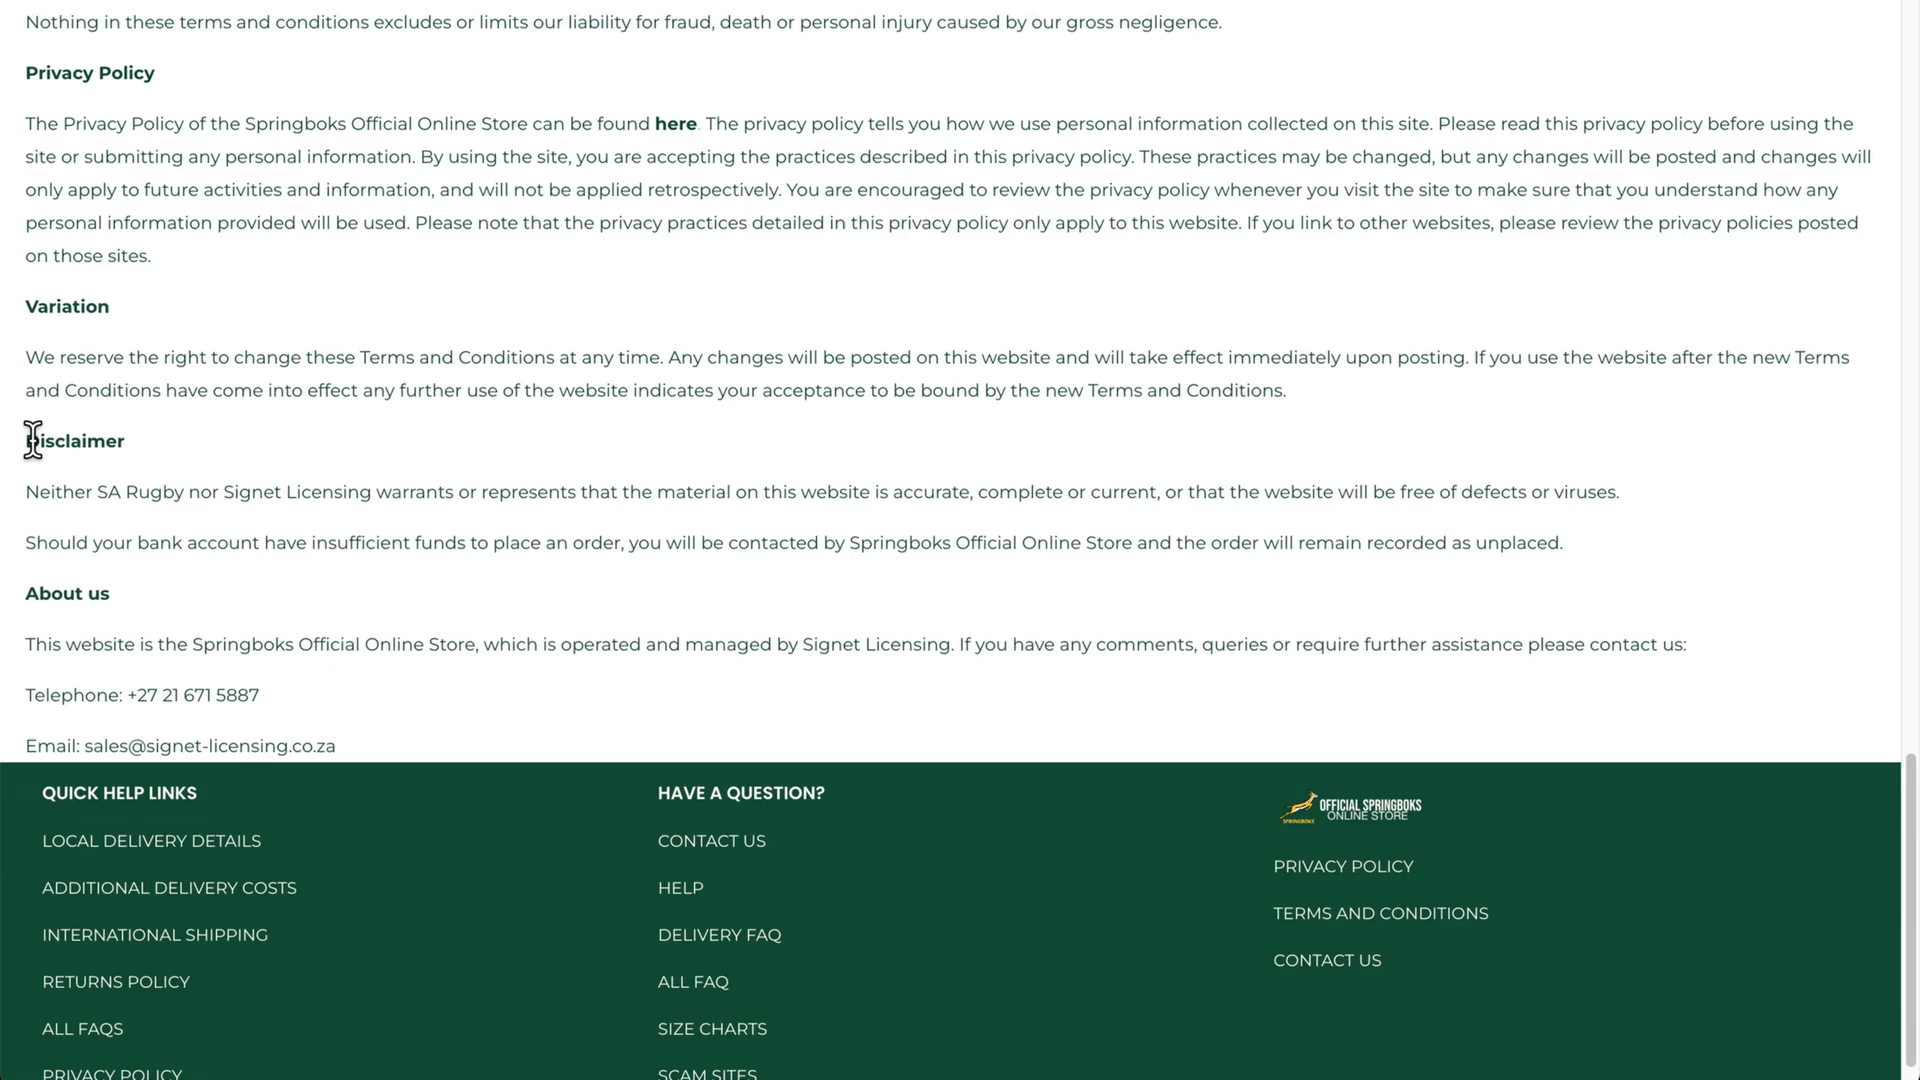 Nothing in these terms and conditions excludes or limits our liability for fraud, death or personal injury caused by our gross negligence.
Privacy Policy
The Privacy Policy of the Springboks Official Online Store can be found here. The privacy policy tells you how we use personal information collected on this site. Please read this privacy policy before using the
site or submitting any personal information. By using the site, you are accepting the practices described in this privacy policy. These practices may be changed, but any changes will be posted and changes will
only apply to future activities and information, and will not be applied retrospectively. You are encouraged to review the privacy policy whenever you visit the site to make sure that you understand how any
personal information provided will be used. Please note that the privacy practices detailed in this privacy policy only apply to this website. If you link to other websites, please review the privacy policies posted
on those sites.
Variation
We reserve the right to change these Terms and Conditions at any time. Any changes will be posted on this website and will take effect immediately upon posting. If you use the website after the new Terms
and Conditions have come into effect any further use of the website indicates your acceptance to be bound by the new Terms and Conditions.
Disclaimer
Neither SA Rugby nor Signet Licensing warrants or represents that the material on this website is accurate, complete or current, or that the website will be free of defects or viruses.
Should your bank account have insufficient funds to place an order, you will be contacted by Springboks Official Online Store and the order will remain recorded as unplaced.
About us
This website is the Springboks Official Online Store, which is operated and managed by Signet Licensing. If you have any comments, queries or require further assistance please contact us:
Telephone: +27 21 671 5887
Email: sales@signet-licensing.co.za
QUICK HELP LINKS
LOCAL DELIVERY DETAILS
ADDITIONAL DELIVERY COSTS
INTERNATIONAL SHIPPING
RETURNS POLICY
ALL FAQS
PRIVACY POLICY
HAVE A QUESTION?
CONTACT US
HELP
DELIVERY FAQ
ALL FAQ
SIZE CHARTS
SCAM SITES
SPRINGBOKS
OFFICIAL SPRINGBOKS
ONLINE STORE
PRIVACY POLICY
TERMS AND CONDITIONS
CONTACT US